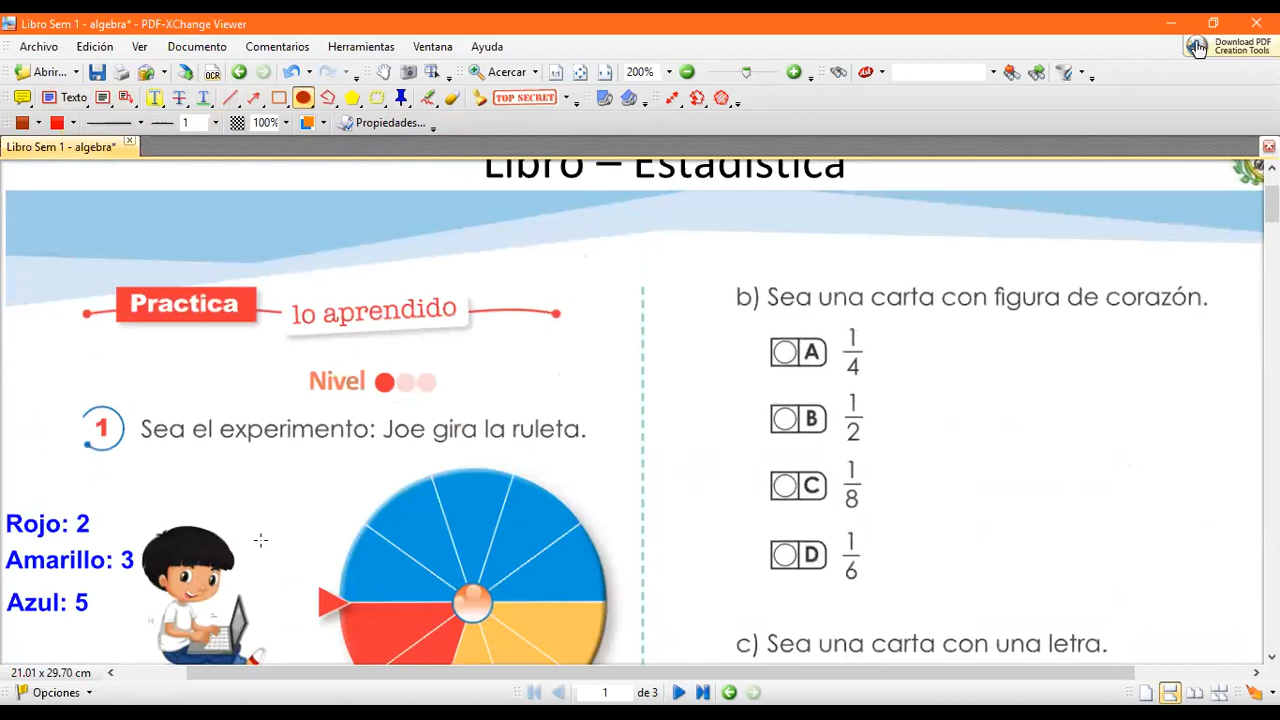 Libro Sem 1 - algebra* - PDF-XChange Viewer
Archivo Edición Ver Documento Comentarios Herramientas Ventana Ayuda
Download PDF
Creation Tools
Abrir... OCR Acercar 1:1 200%
Texto T T T TOP SECRET
1 100% Propiedades...
Libro Sem 1 - algebra*
Libro – Estadística
Practica lo aprendido
Nivel
1 Sea el experimento: Joe gira la ruleta.
Rojo: 2
Amarillo: 3
Azul: 5
b) Sea una carta con figura de corazón.
A 1/4
B 1/2
C 1/8
D 1/6
c) Sea una carta con una letra.
21.01 x 29.70 cm
Opciones 1 de 3